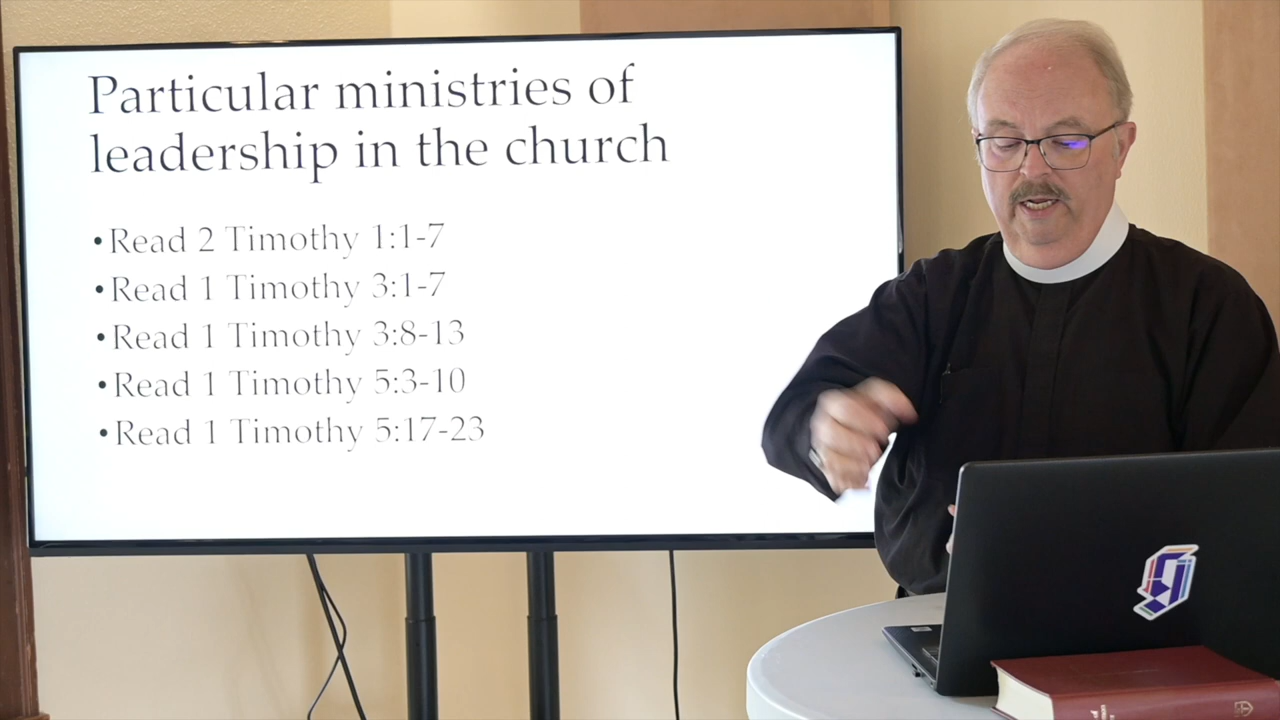 Particular ministries of
leadership in the church
•Read 2 Timothy 1:1-7
•Read 1 Timothy 3:1-7
•Read 1 Timothy 3:8-13
•Read 1 Timothy 5:3-10
•Read 1 Timothy 5:17-23